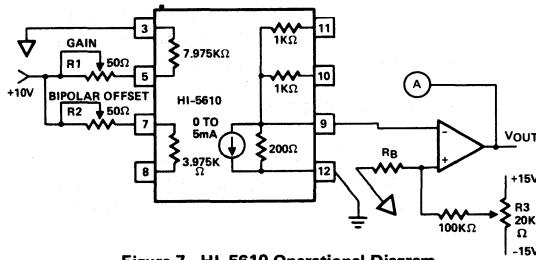 3
11
GAIN
R1
50Ω
5
7.975KΩ
1KΩ
10
1KΩ
+10V
BIPOLAR OFFSET
R2
50Ω
7
HI-5610
0 TO
5mA
9
A
3.975K
Ω
200Ω
8
12
-
+
VOUT
RB
+15V
R3
20K
Ω
100KΩ
-15V
Figure 7. HI-5610 Operational Diagram